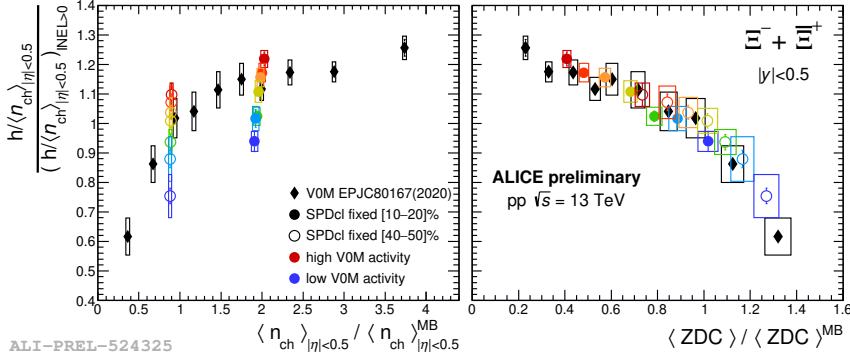 h/⟨n_ch⟩_|η|<0.5
( h/⟨n_ch⟩_|η|<0.5 )_INEL>0
1.4
1.3
1.2
1.1
1
0.9
0.8
0.7
0.6
0.5
0.4
V0M EPJC80167(2020)
SPDcl fixed [10–20]%
SPDcl fixed [40–50]%
high V0M activity
low V0M activity
0 0.5 1 1.5 2 2.5 3 3.5 4
⟨ n_ch ⟩_|η|<0.5 / ⟨ n_ch ⟩^MB_|η|<0.5
Ξ⁻ + Ξ̅⁺
|y|<0.5
ALICE preliminary
pp √s = 13 TeV
0 0.2 0.4 0.6 0.8 1 1.2 1.4 1.6
⟨ ZDC ⟩ / ⟨ ZDC ⟩^MB
ALI-PREL-524325